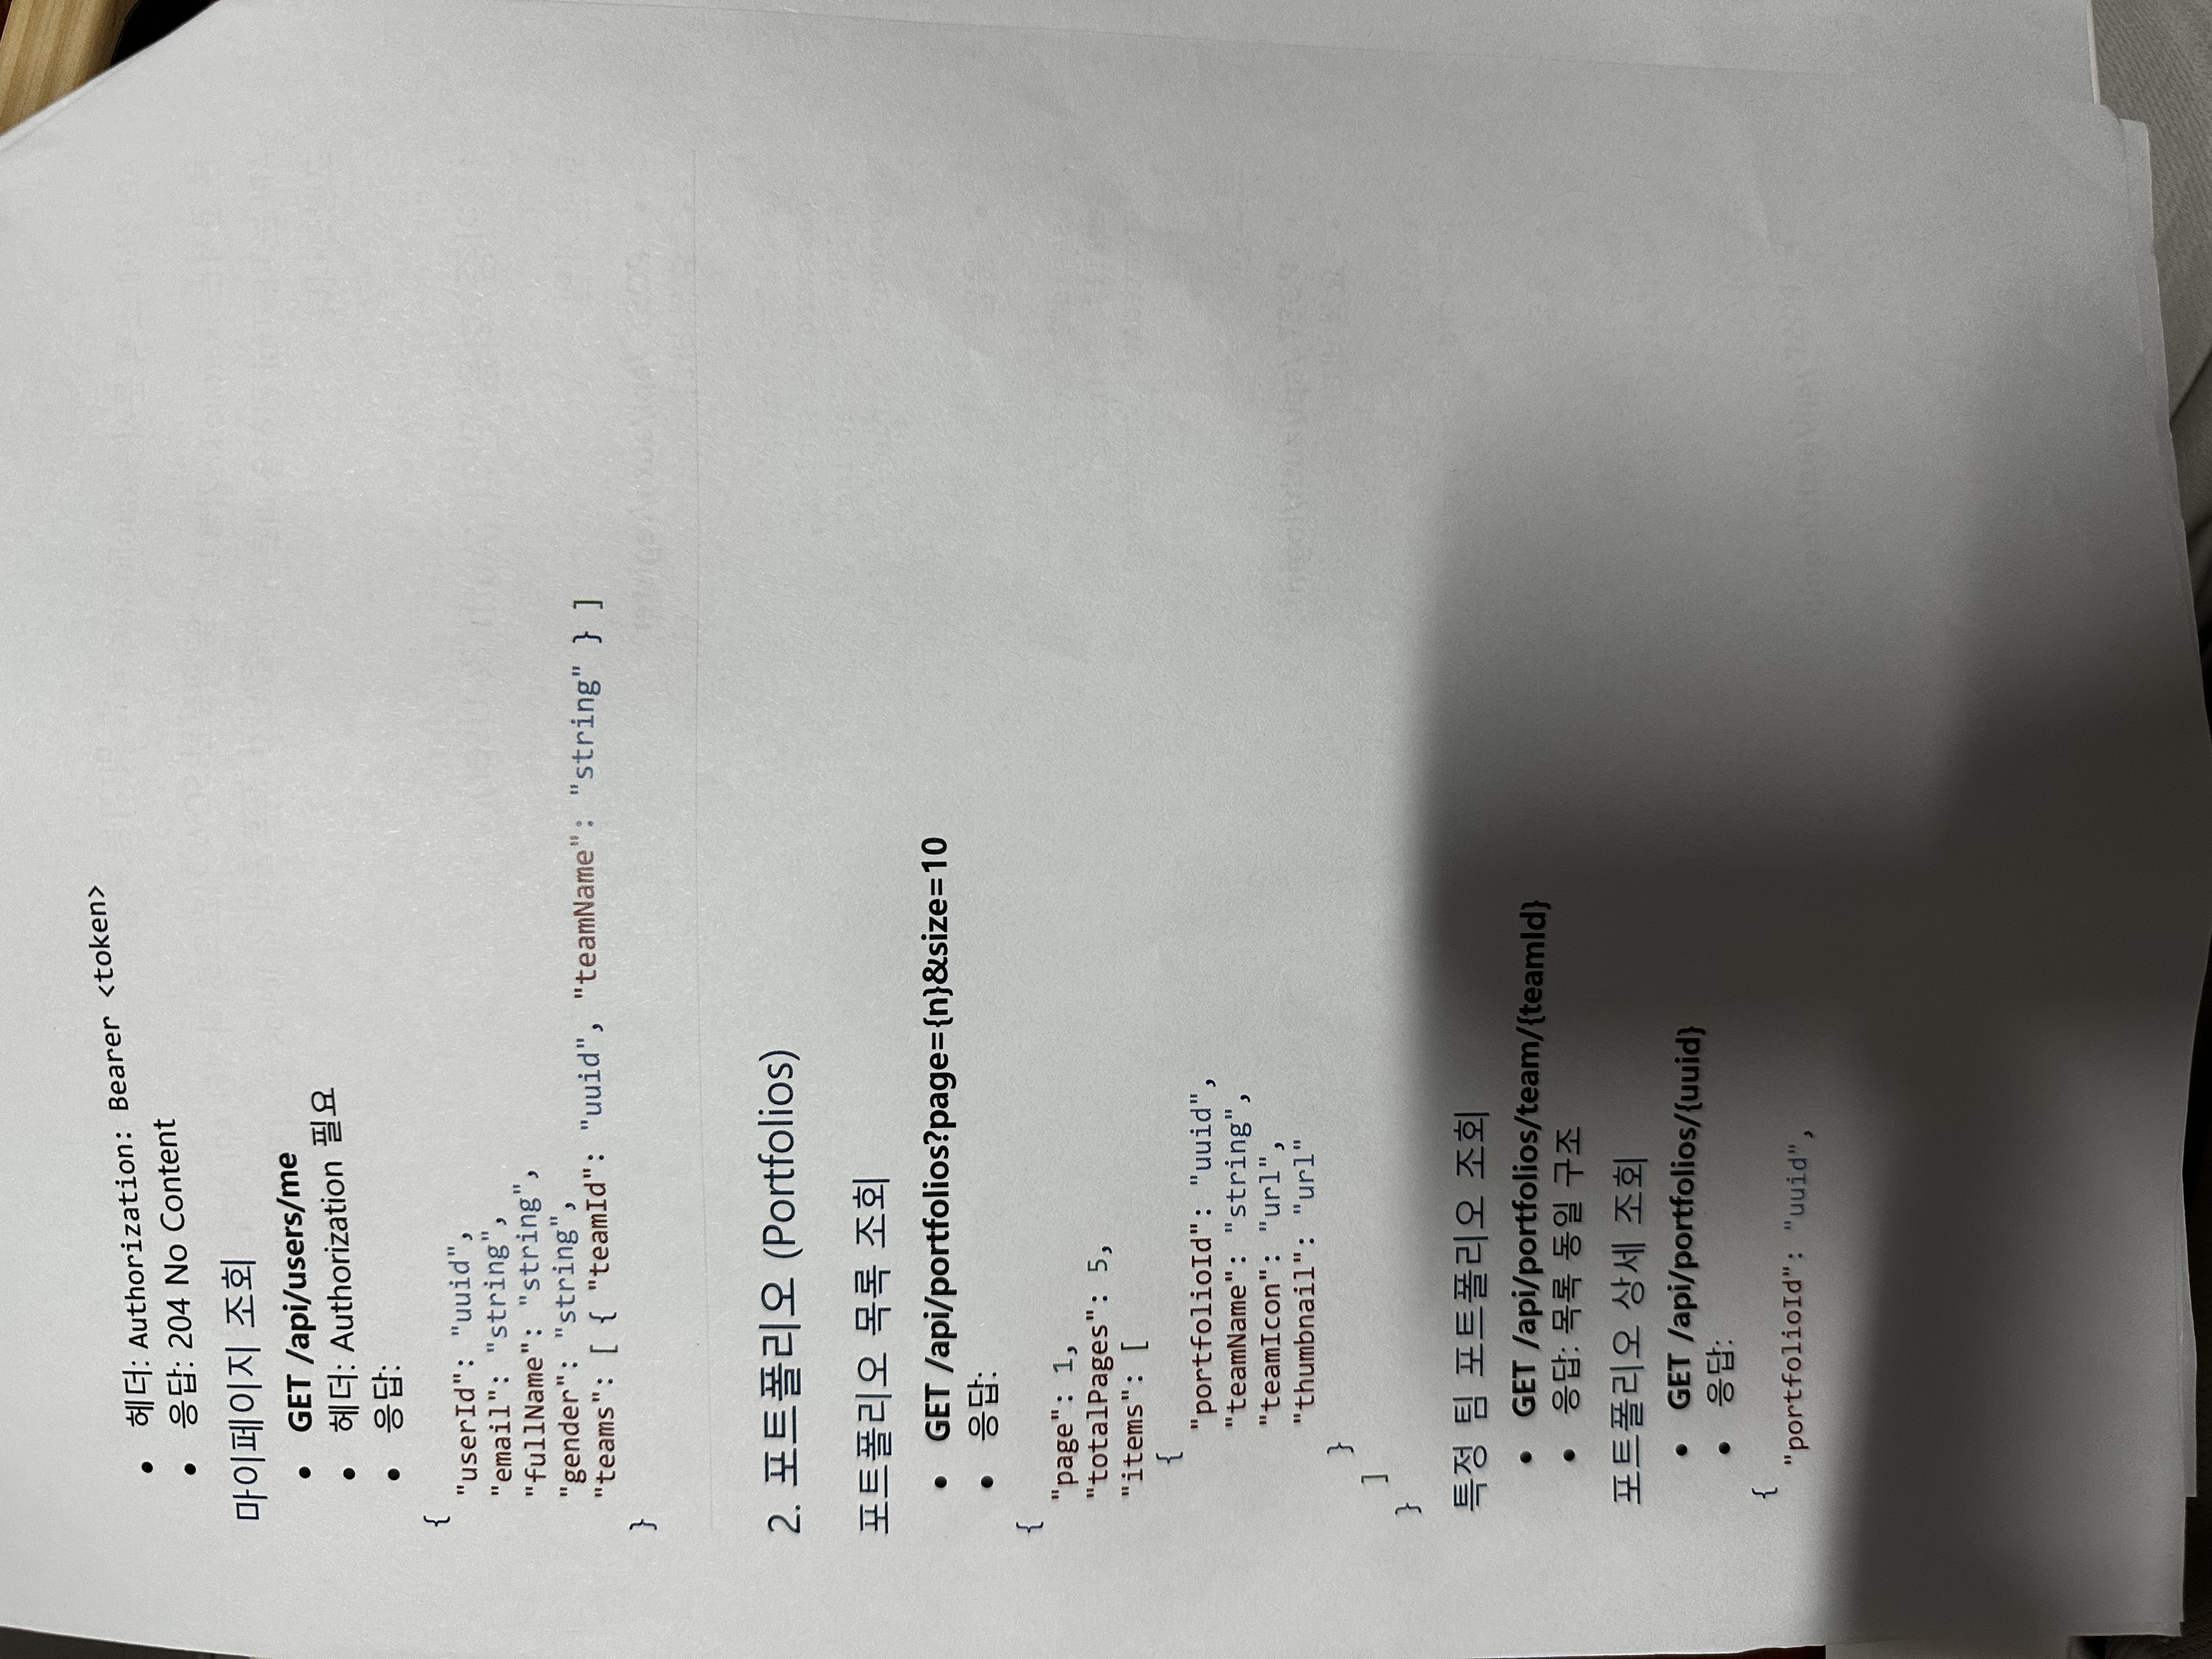 • 헤더: Authorization: Bearer <token>
• 응답: 204 No Content
마이페이지 조회
• GET /api/users/me
• 헤더: Authorization 필요
• 응답:
{
"userId": "uuid",
"email": "string",
"fullName": "string",
"gender": "string",
"teams": [ { "teamId": "uuid", "teamName": "string" } ]
}
2. 포트폴리오 (Portfolios)
포트폴리오 목록 조회
• GET /api/portfolios?page={n}&size=10
• 응답:
{
"page": 1,
"totalPages": 5,
"items": [
{
"portfolioId": "uuid",
"teamName": "string",
"teamIcon": "url",
"thumbnail": "url"
}
]
}
특정 팀 포트폴리오 조회
• GET /api/portfolios/team/{teamId}
• 응답: 목록 동일 구조
포트폴리오 상세 조회
• GET /api/portfolios/{uuid}
• 응답:
{
"portfolioId": "uuid",